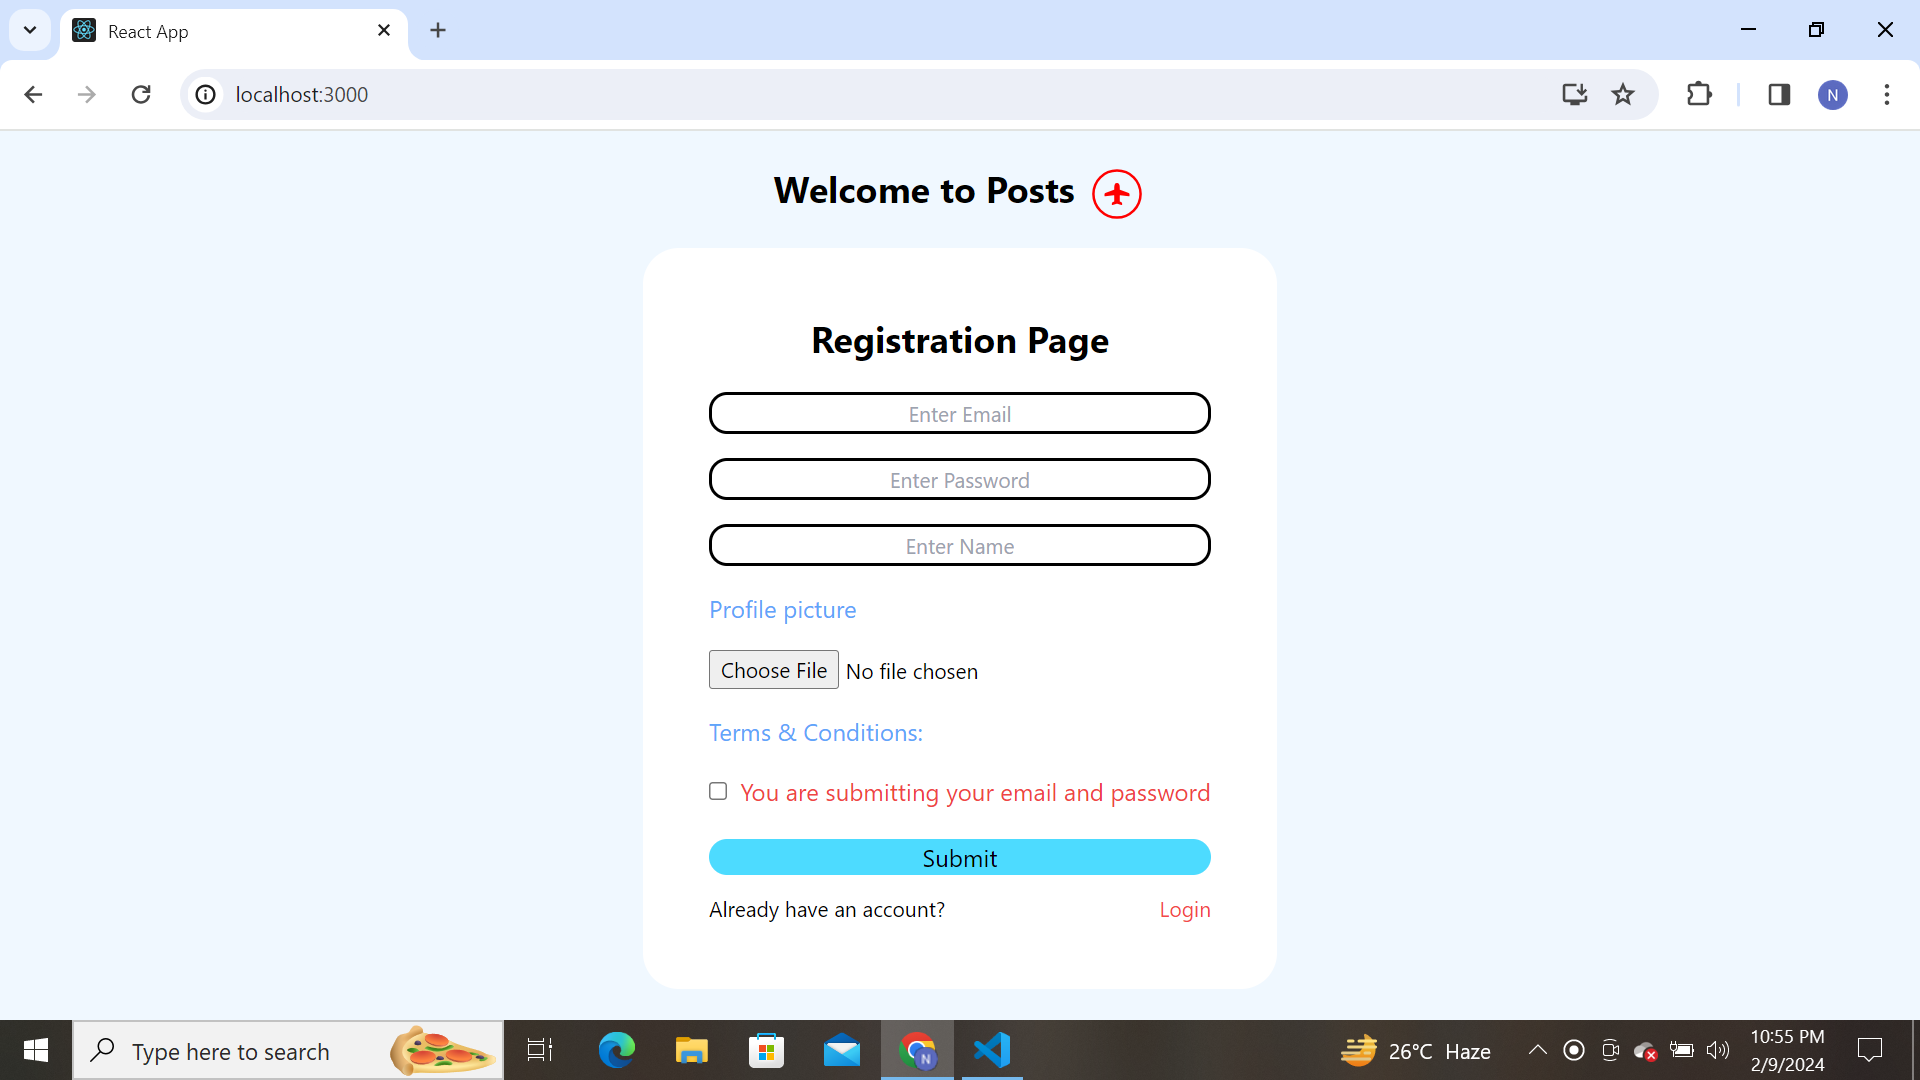 React App
localhost:3000
N
Welcome to Posts
Registration Page
Enter Email
Enter Password
Enter Name
Profile picture
Choose File No file chosen
Terms & Conditions:
You are submitting your email and password
Submit
Already have an account? Login
Type here to search
N
26°C Haze
10:55 PM
2/9/2024